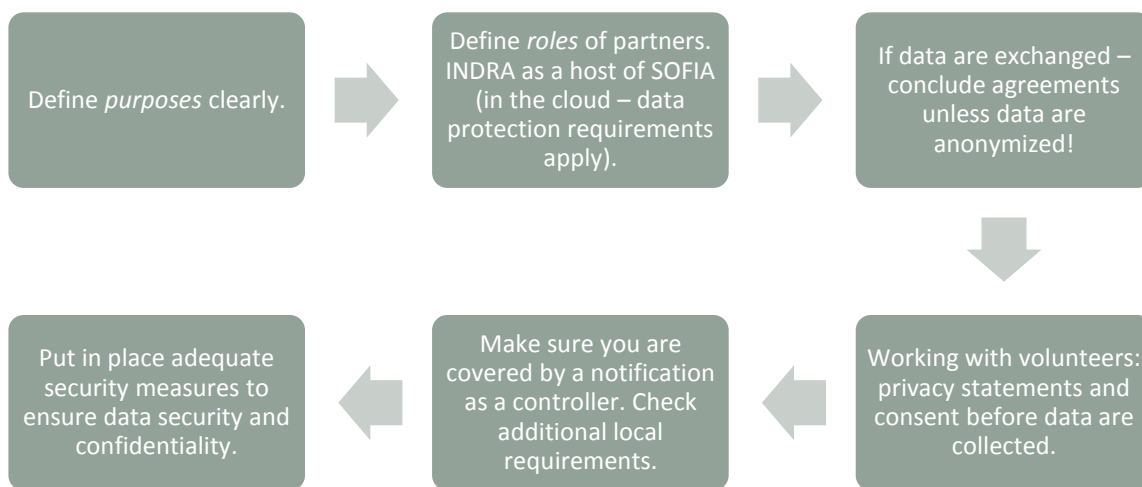 Define purposes clearly.
Define roles of partners.
INDRA as a host of SOFIA
(in the cloud – data
protection requirements
apply).
If data are exchanged –
conclude agreements
unless data are
anonymized!
Working with volunteers:
privacy statements and
consent before data are
collected.
Make sure you are
covered by a notification
as a controller. Check
additional local
requirements.
Put in place adequate
security measures to
ensure data security and
confidentiality.